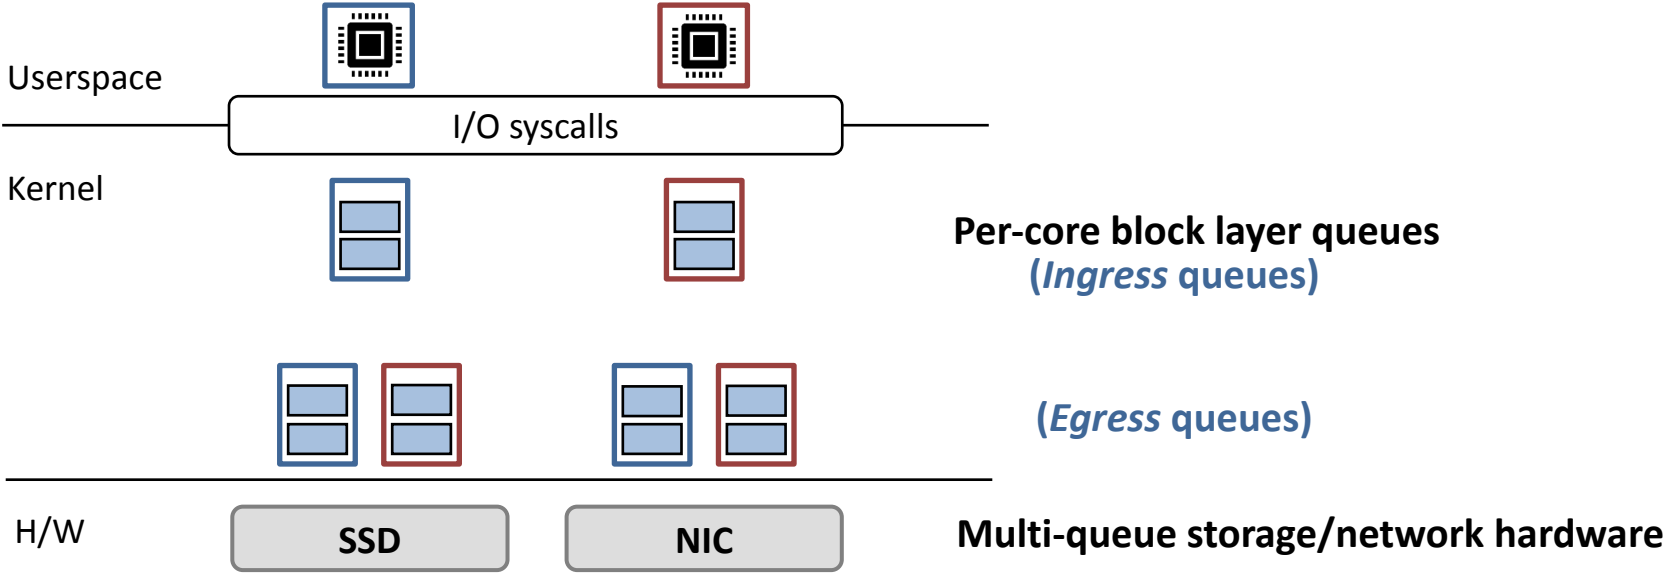 Userspace
I/O syscalls
Kernel
Per-core block layer queues
(Ingress queues)
(Egress queues)
H/W
SSD
NIC
Multi-queue storage/network hardware